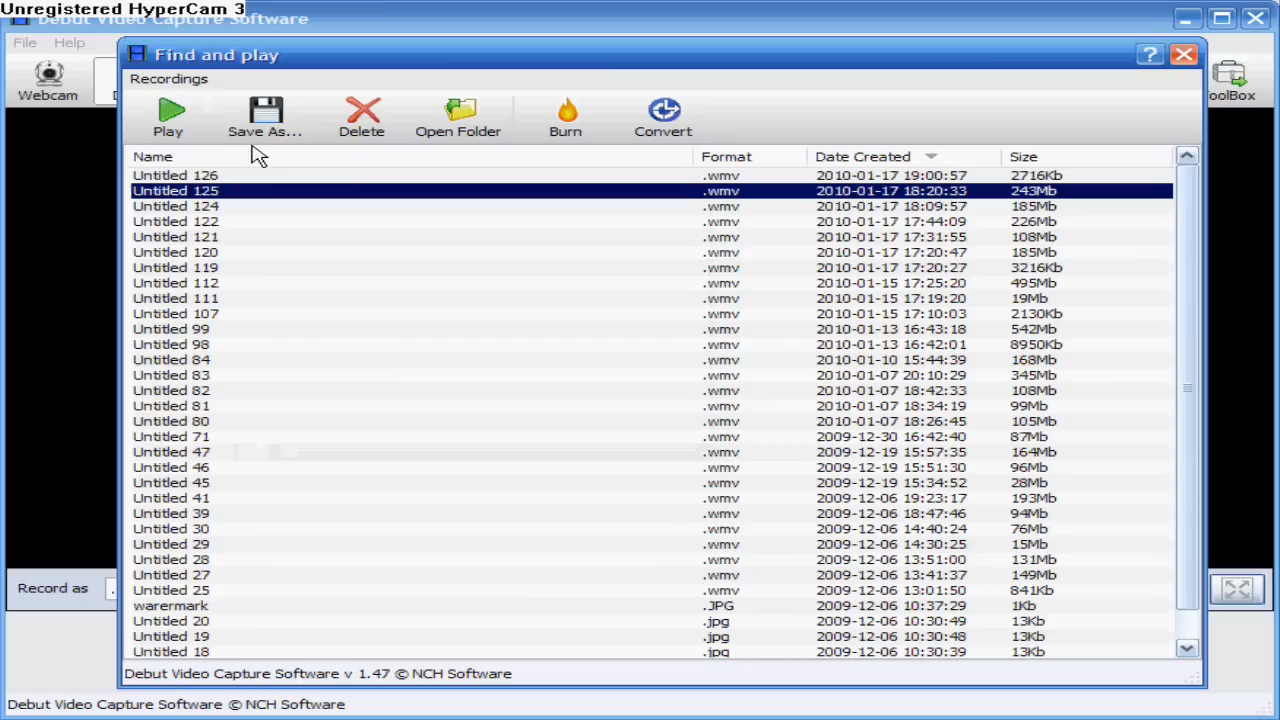 Unregistered HyperCam 3
Debut Video Capture Software
File Help
Webcam
D
ToolBox
Find and play
Recordings
Play Save As... Delete Open Folder Burn Convert
Name Format Date Created Size
Untitled 126 .wmv 2010-01-17 19:00:57 2716Kb
Untitled 125 .wmv 2010-01-17 18:20:33 243Mb
Untitled 124 .wmv 2010-01-17 18:09:57 185Mb
Untitled 122 .wmv 2010-01-17 17:44:09 226Mb
Untitled 121 .wmv 2010-01-17 17:31:55 108Mb
Untitled 120 .wmv 2010-01-17 17:20:47 185Mb
Untitled 119 .wmv 2010-01-17 17:20:27 3216Kb
Untitled 112 .wmv 2010-01-15 17:25:20 495Mb
Untitled 111 .wmv 2010-01-15 17:19:20 19Mb
Untitled 107 .wmv 2010-01-15 17:10:03 2130Kb
Untitled 99 .wmv 2010-01-13 16:43:18 542Mb
Untitled 98 .wmv 2010-01-13 16:42:01 8950Kb
Untitled 84 .wmv 2010-01-10 15:44:39 168Mb
Untitled 83 .wmv 2010-01-07 20:10:29 345Mb
Untitled 82 .wmv 2010-01-07 18:42:33 108Mb
Untitled 81 .wmv 2010-01-07 18:34:19 99Mb
Untitled 80 .wmv 2010-01-07 18:26:45 105Mb
Untitled 71 .wmv 2009-12-30 16:42:40 87Mb
Untitled 47 .wmv 2009-12-19 15:57:35 164Mb
Untitled 46 .wmv 2009-12-19 15:51:30 96Mb
Untitled 45 .wmv 2009-12-19 15:34:52 28Mb
Untitled 41 .wmv 2009-12-06 19:23:17 193Mb
Untitled 39 .wmv 2009-12-06 18:47:46 94Mb
Untitled 30 .wmv 2009-12-06 14:40:24 76Mb
Untitled 29 .wmv 2009-12-06 14:30:25 15Mb
Untitled 28 .wmv 2009-12-06 13:51:00 131Mb
Untitled 27 .wmv 2009-12-06 13:41:37 149Mb
Untitled 25 .wmv 2009-12-06 13:01:50 841Kb
warermark .JPG 2009-12-06 10:37:29 1Kb
Untitled 20 .jpg 2009-12-06 10:30:49 13Kb
Untitled 19 .jpg 2009-12-06 10:30:48 13Kb
Untitled 18 .jpg 2009-12-06 10:30:39 13Kb
Record as .
Debut Video Capture Software v 1.47 © NCH Software
Debut Video Capture Software © NCH Software